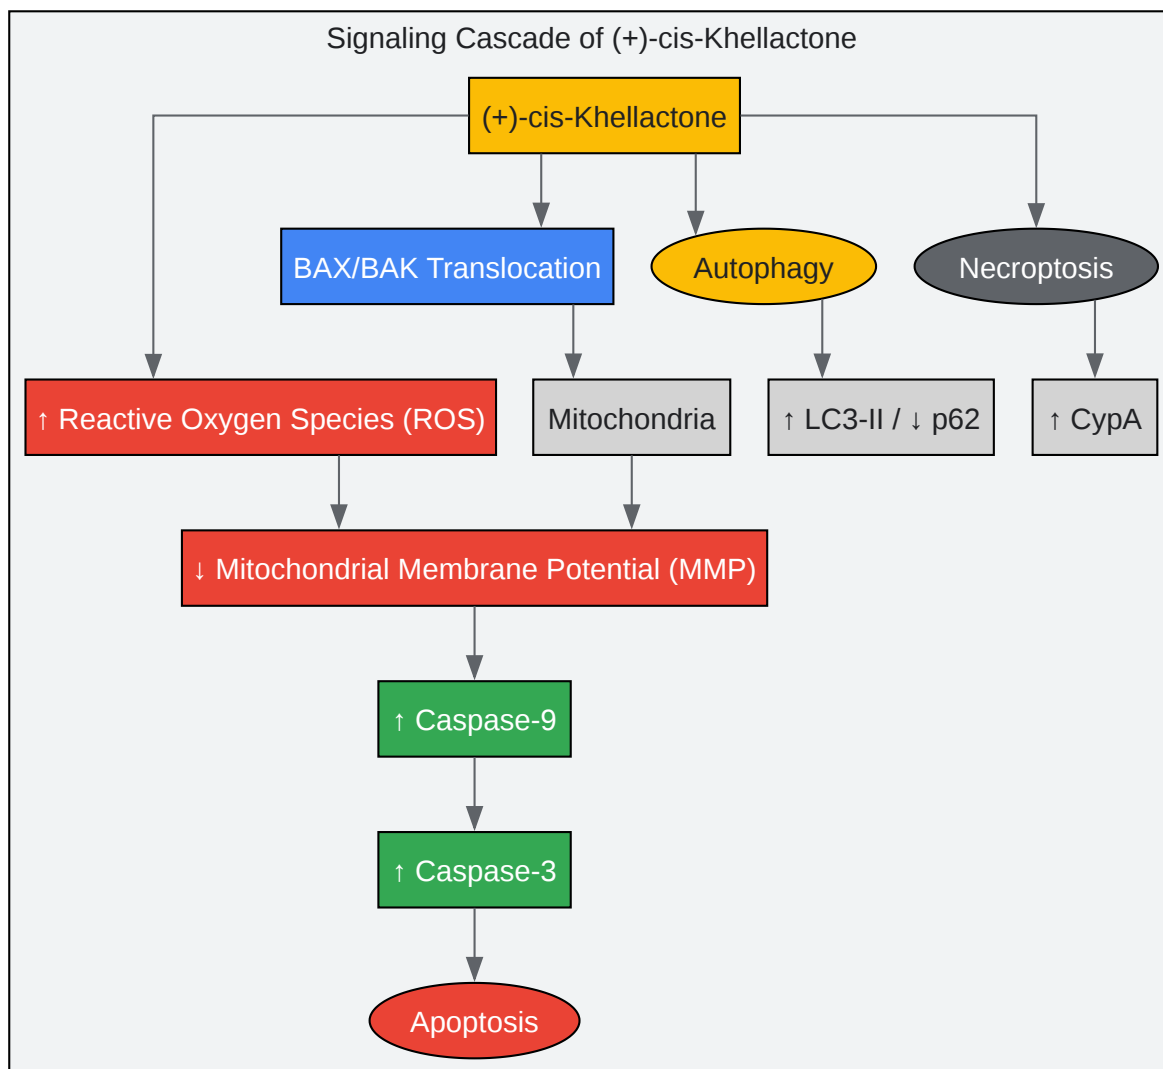 Signaling Cascade of (+)-cis-Khellactone
(+)-cis-Khellactone
BAX/BAK Translocation
Autophagy
Necroptosis
↑ Reactive Oxygen Species (ROS)
Mitochondria
↑ LC3-II / ↓ p62
↑ CypA
↓ Mitochondrial Membrane Potential (MMP)
↑ Caspase-9
↑ Caspase-3
Apoptosis